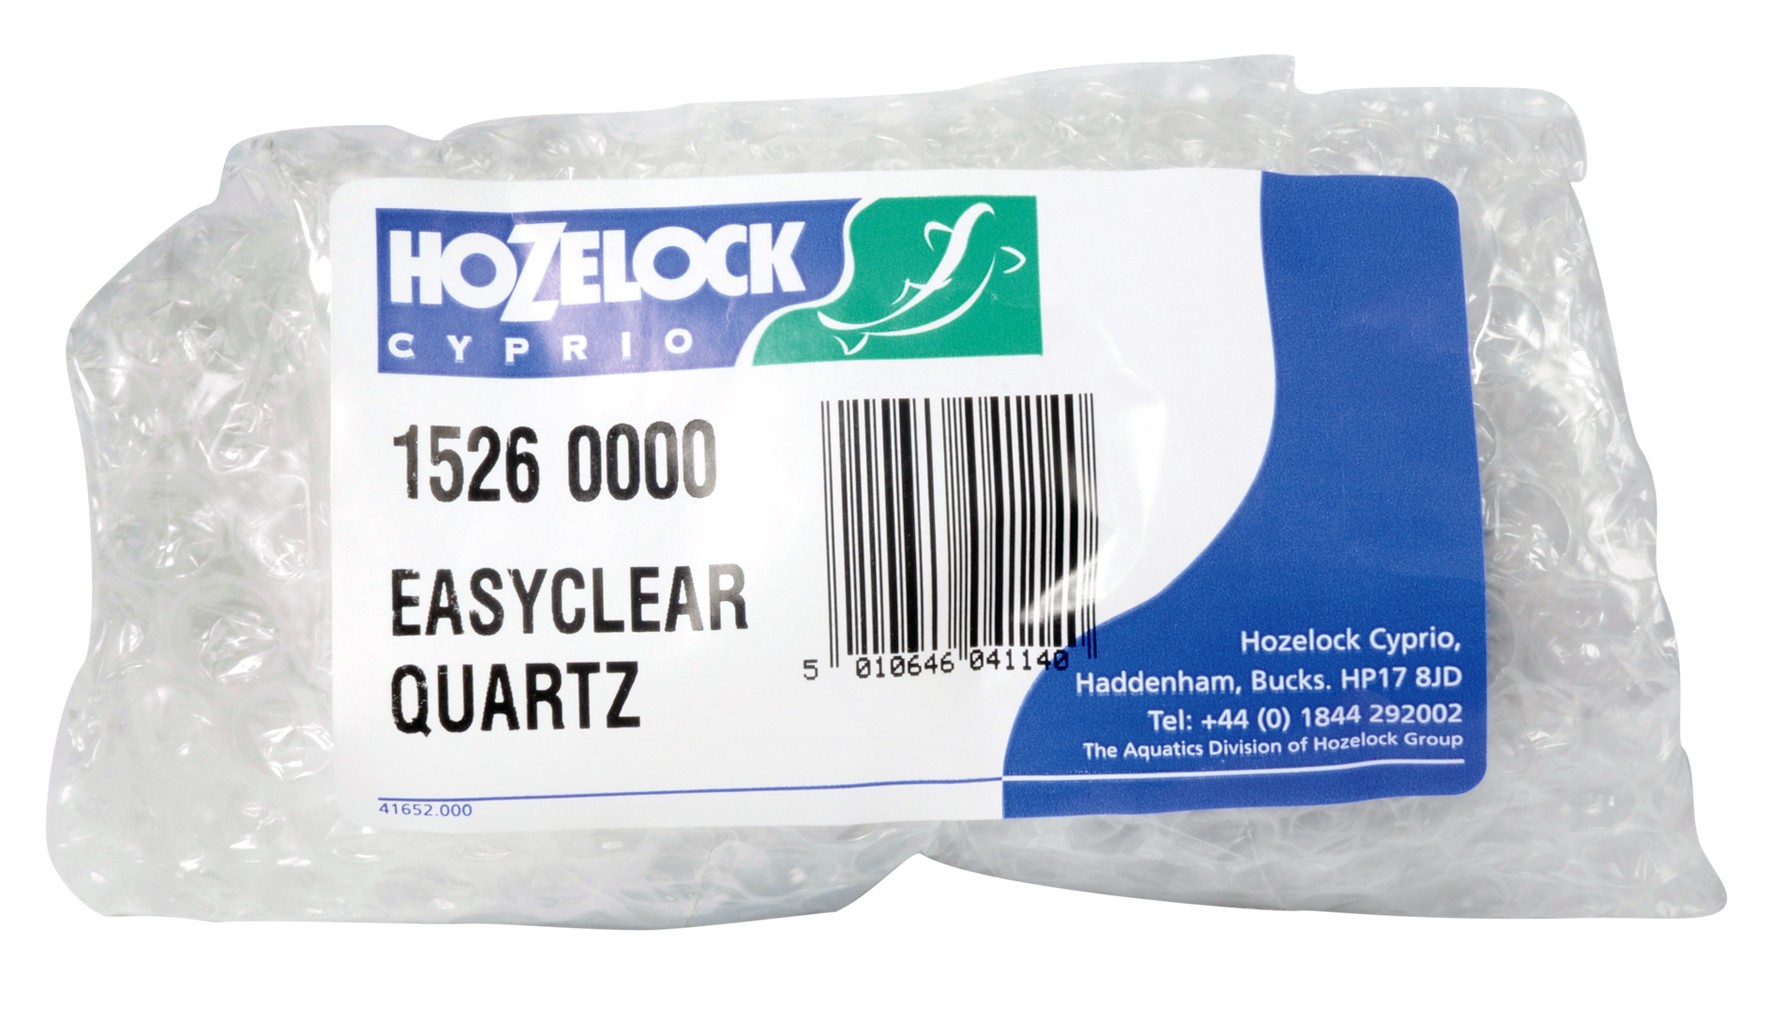 HOZELOCK
CYPRIO
1526 0000
EASYCLEAR
QUARTZ
5 010646 041140
Hozelock Cyprio,
Haddenham, Bucks. HP17 8JD
Tel: +44 (0) 1844 292002
The Aquatics Division of Hozelock Group
41652.000